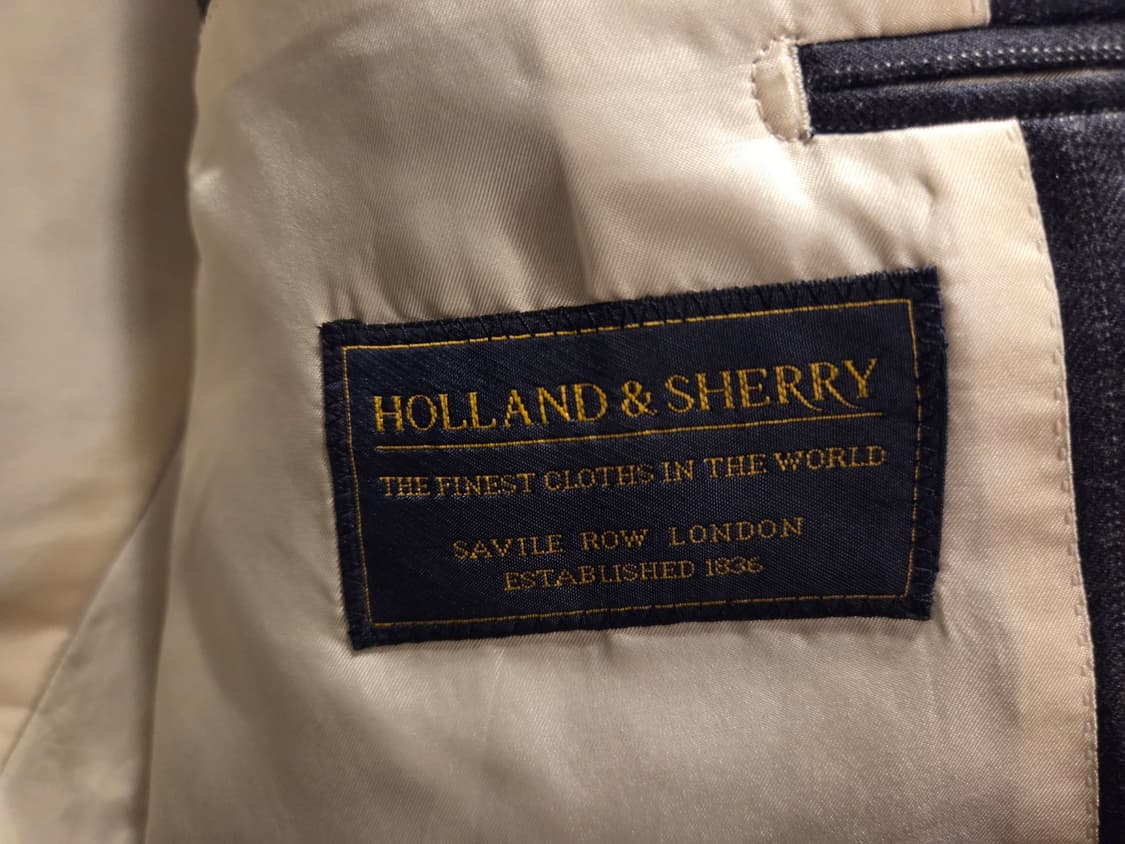 HOLLAND & SHERRY
THE FINEST CLOTHS IN THE WORLD
SAVILE ROW LONDON
ESTABLISHED 1836